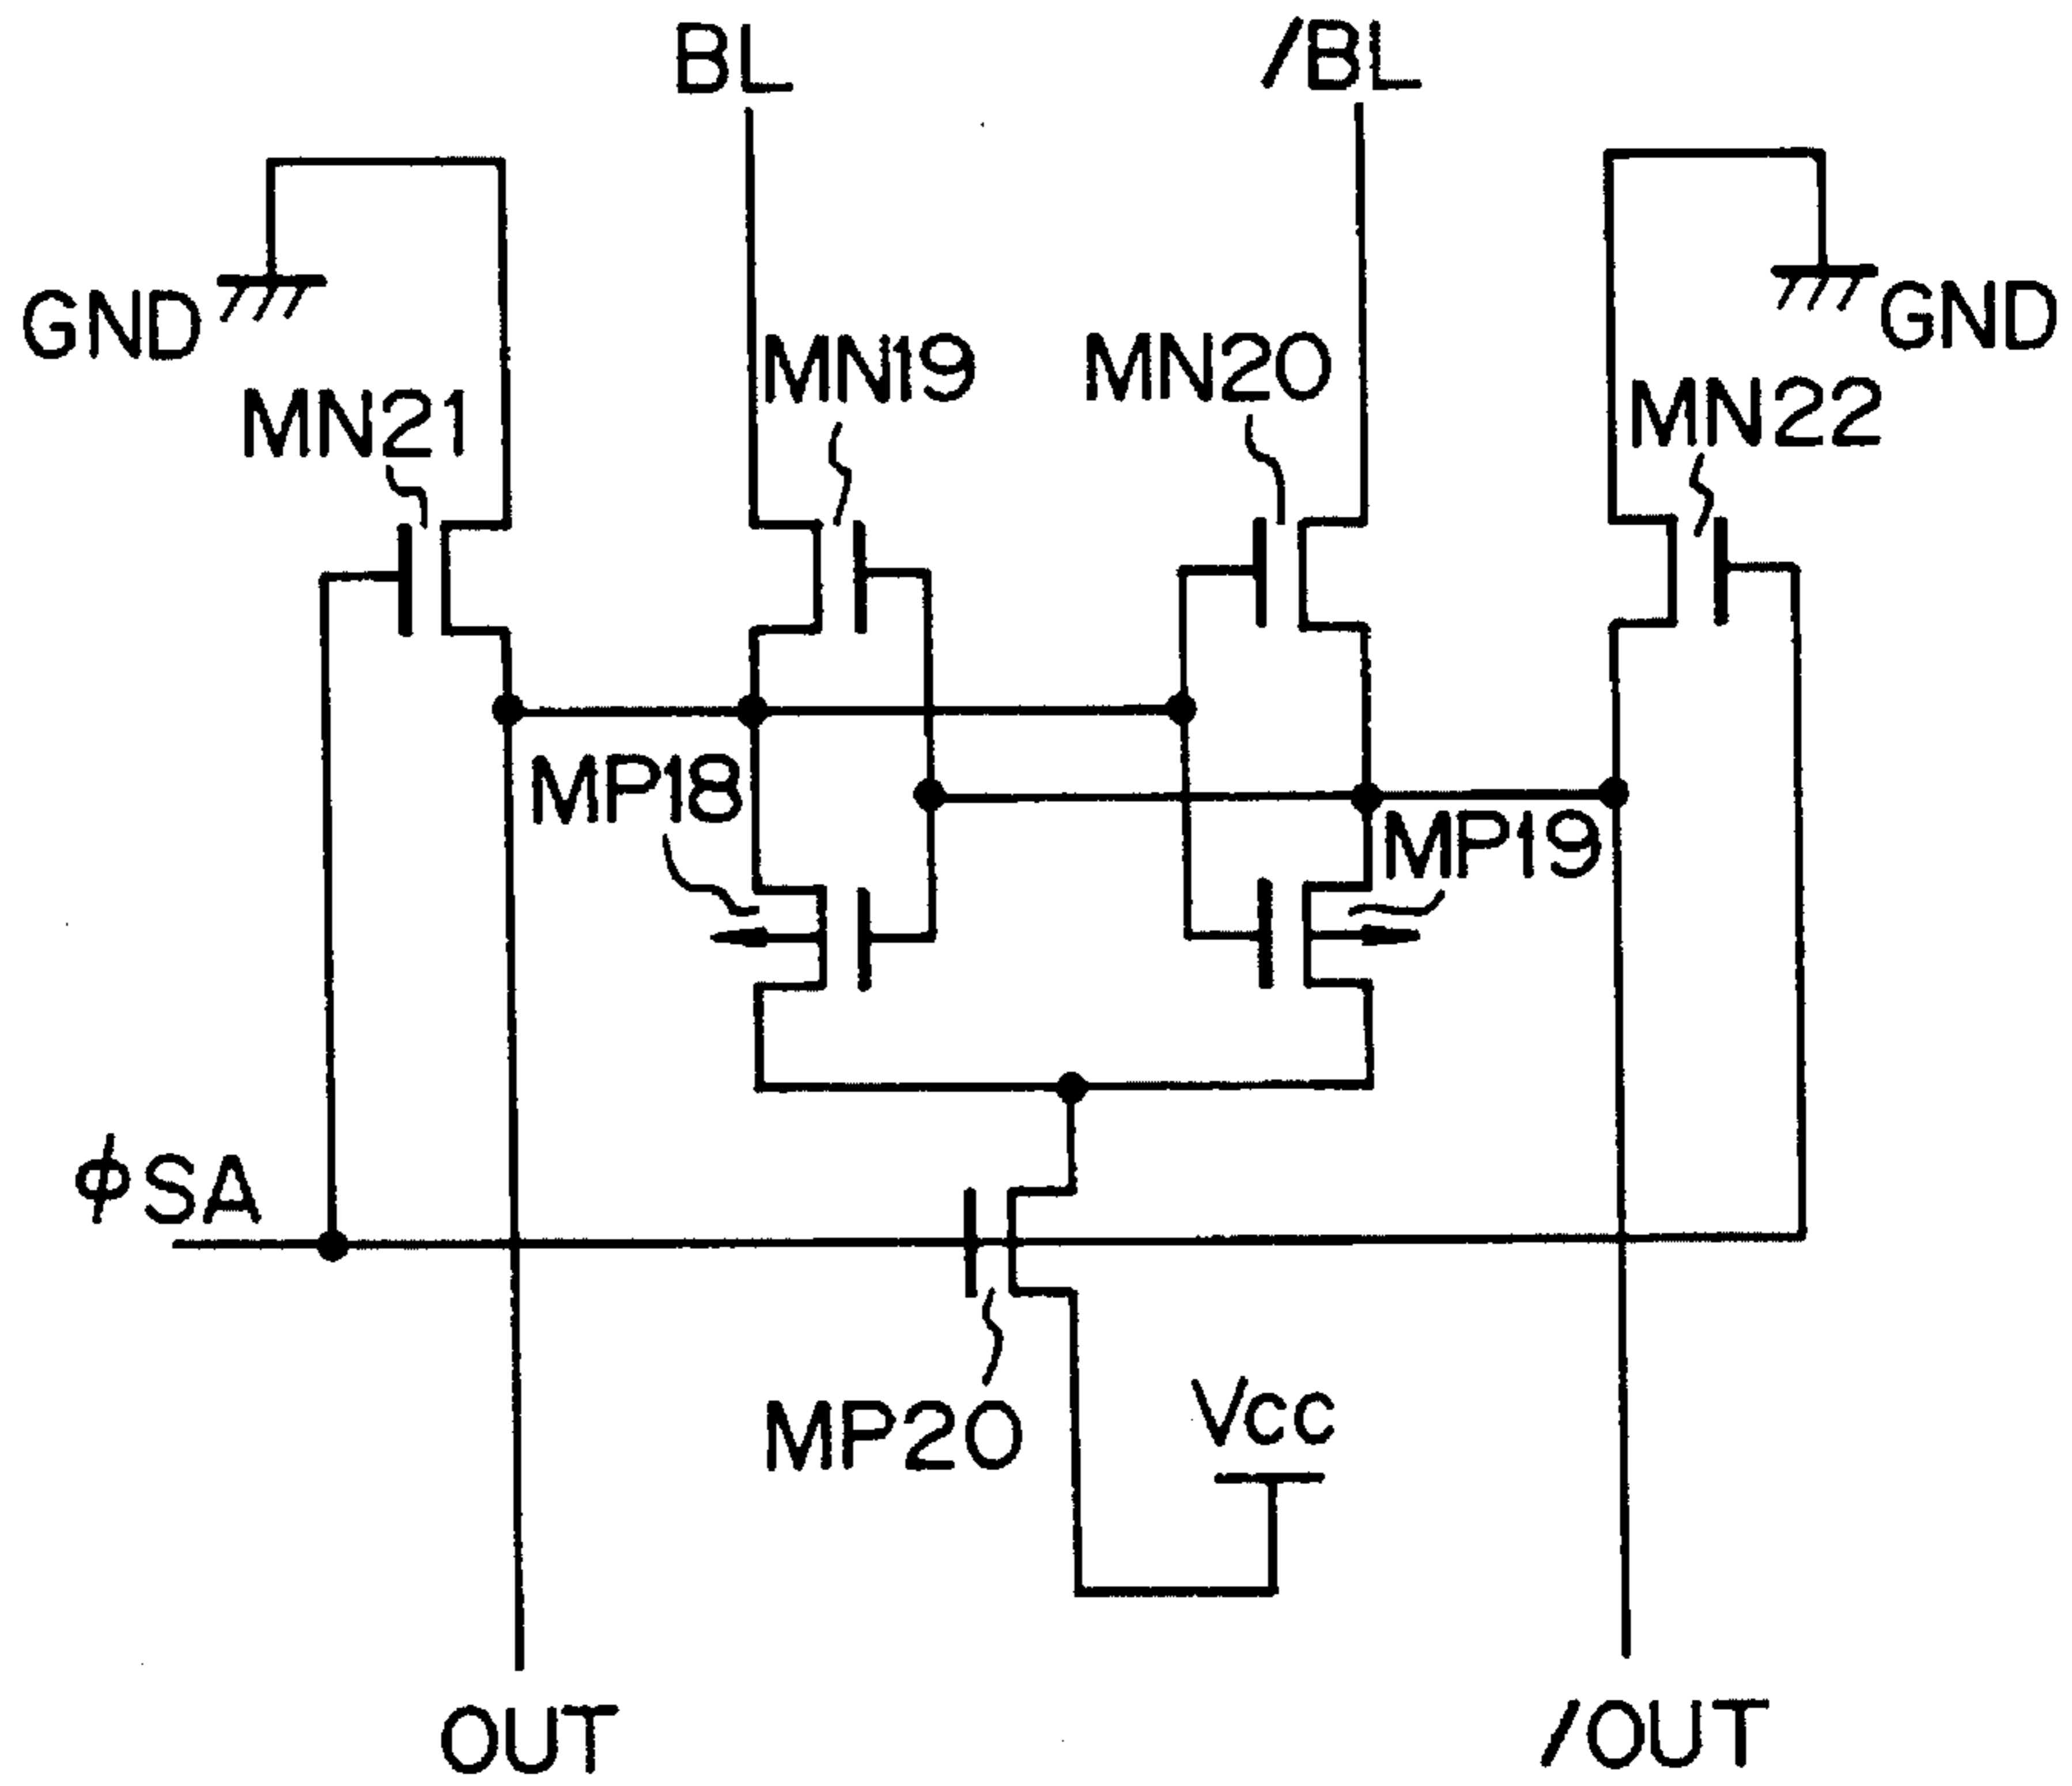 BL
/BL
GND
GND
MN19
MN20
MN21
MN22
MP18
MP19
ϕSA
MP20
Vcc
OUT
/OUT